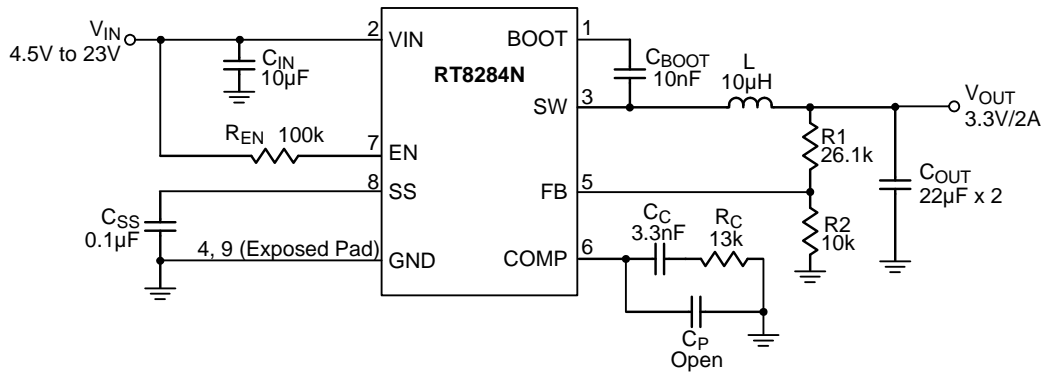 VIN
4.5V to 23V
CIN
10µF
2
VIN
RT8284N
BOOT
1
CBOOT
10nF
L
10µH
SW
3
VOUT
3.3V/2A
REN 100k
7
EN
R1
26.1k
COUT
22µF x 2
8
SS
FB
5
CSS
0.1µF
R2
10k
CC
3.3nF
RC
13k
4, 9 (Exposed Pad)
GND
COMP
6
CP
Open